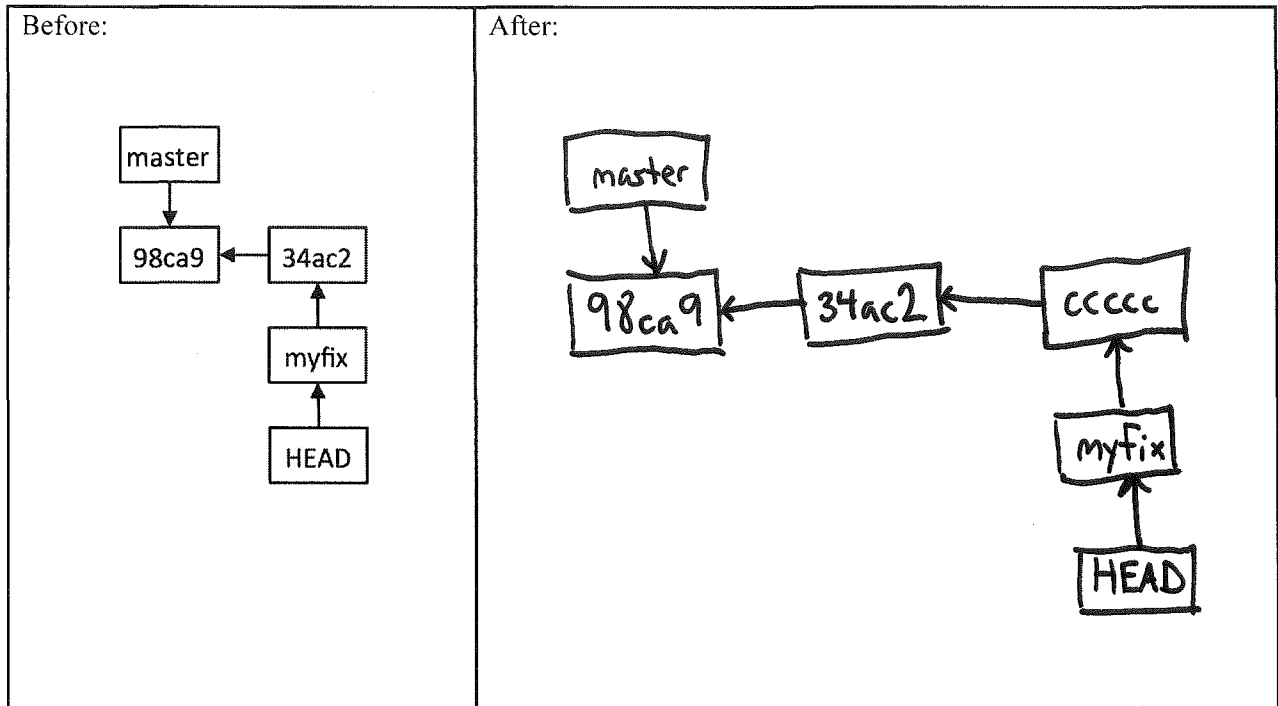 Before:
master
98ca9 34ac2
myfix
HEAD
After:
master
98ca9 34ac2 ccccc
myfix
HEAD